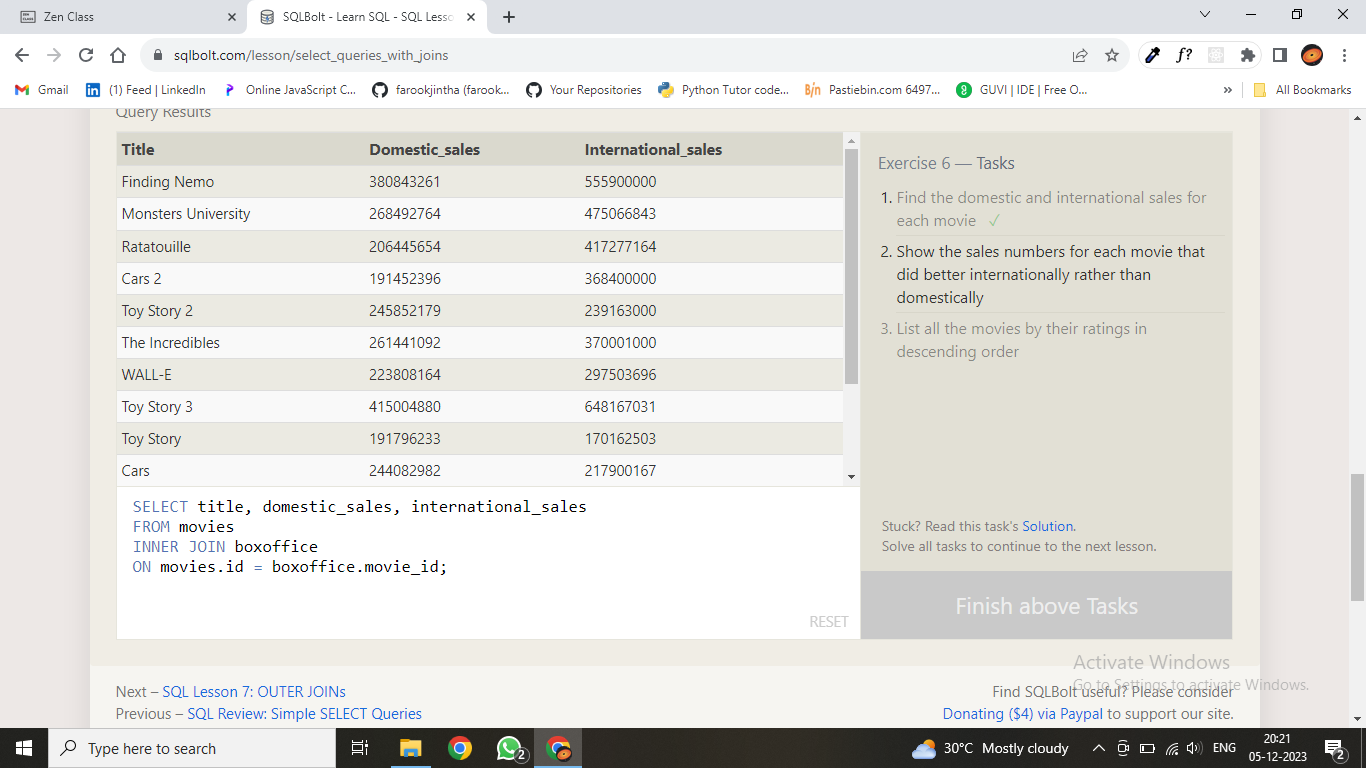 Zen Class
SQLBolt - Learn SQL - SQL Lesso
sqlbolt.com/lesson/select_queries_with_joins
Gmail
(1) Feed | LinkedIn
Online JavaScript C...
farookjintha (farook...
Your Repositories
Python Tutor code...
Pastiebin.com 6497...
GUVI | IDE | Free O...
»
All Bookmarks
Query Results
Title Domestic_sales International_sales
Finding Nemo 380843261 555900000
Monsters University 268492764 475066843
Ratatouille 206445654 417277164
Cars 2 191452396 368400000
Toy Story 2 245852179 239163000
The Incredibles 261441092 370001000
WALL-E 223808164 297503696
Toy Story 3 415004880 648167031
Toy Story 191796233 170162503
Cars 244082982 217900167
SELECT title, domestic_sales, international_sales
FROM movies
INNER JOIN boxoffice
ON movies.id = boxoffice.movie_id;
RESET
Exercise 6 — Tasks
1. Find the domestic and international sales for
each movie ✓
2. Show the sales numbers for each movie that
did better internationally rather than
domestically
3. List all the movies by their ratings in
descending order
Stuck? Read this task's Solution.
Solve all tasks to continue to the next lesson.
Finish above Tasks
Next – SQL Lesson 7: OUTER JOINs
Previous – SQL Review: Simple SELECT Queries
Find SQLBolt useful? Please consider
Donating ($4) via Paypal to support our site.
Activate Windows
Go to Settings to activate Windows.
Type here to search
2
30°C Mostly cloudy
ENG
20:21
05-12-2023
2